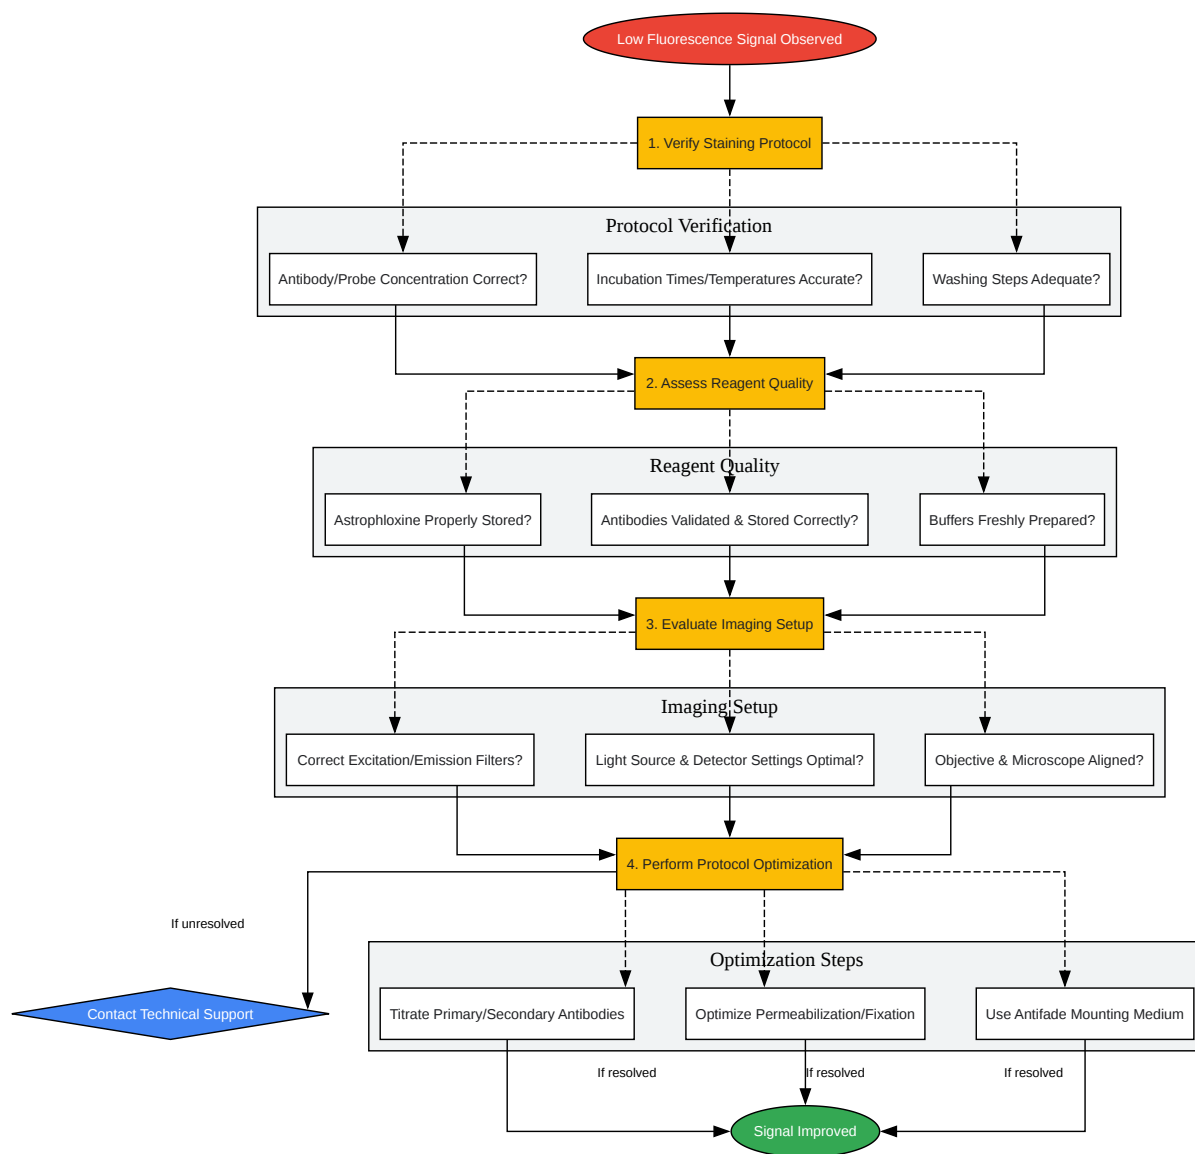 Low Fluorescence Signal Observed
1. Verify Staining Protocol
Protocol Verification
Antibody/Probe Concentration Correct?
Incubation Times/Temperatures Accurate?
Washing Steps Adequate?
2. Assess Reagent Quality
Reagent Quality
Astrophloxine Properly Stored?
Antibodies Validated & Stored Correctly?
Buffers Freshly Prepared?
3. Evaluate Imaging Setup
Imaging Setup
Correct Excitation/Emission Filters?
Light Source & Detector Settings Optimal?
Objective & Microscope Aligned?
4. Perform Protocol Optimization
If unresolved
Optimization Steps
Contact Technical Support
Titrate Primary/Secondary Antibodies
Optimize Permeabilization/Fixation
Use Antifade Mounting Medium
If resolved
If resolved
If resolved
Signal Improved